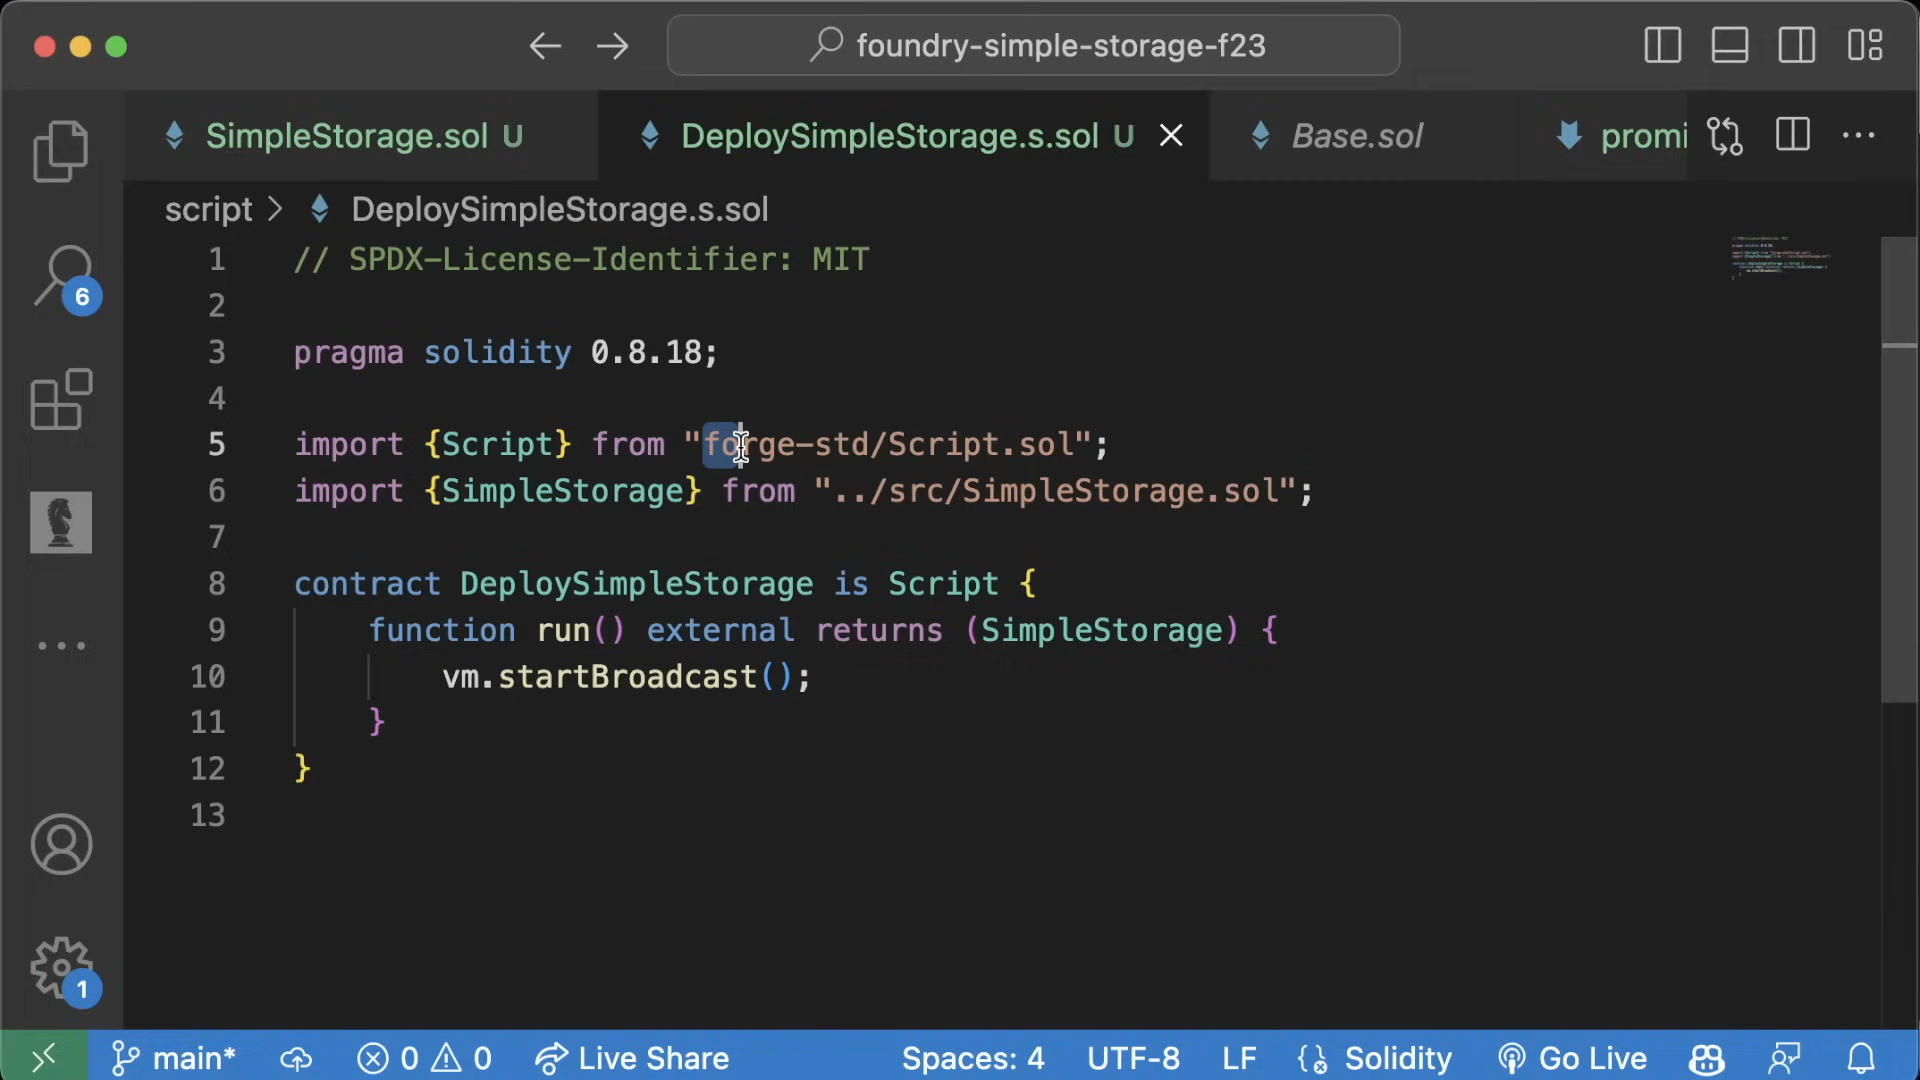 foundry-simple-storage-f23
SimpleStorage.sol U
DeploySimpleStorage.s.sol U
Base.sol
promi
script > DeploySimpleStorage.s.sol
1 // SPDX-License-Identifier: MIT
2
3 pragma solidity 0.8.18;
4
5 import {Script} from "forge-std/Script.sol";
6 import {SimpleStorage} from "../src/SimpleStorage.sol";
7
8 contract DeploySimpleStorage is Script {
9 function run() external returns (SimpleStorage) {
10 vm.startBroadcast();
11 }
12 }
13
6
1
main* 0 0 Live Share Spaces: 4 UTF-8 LF Solidity Go Live